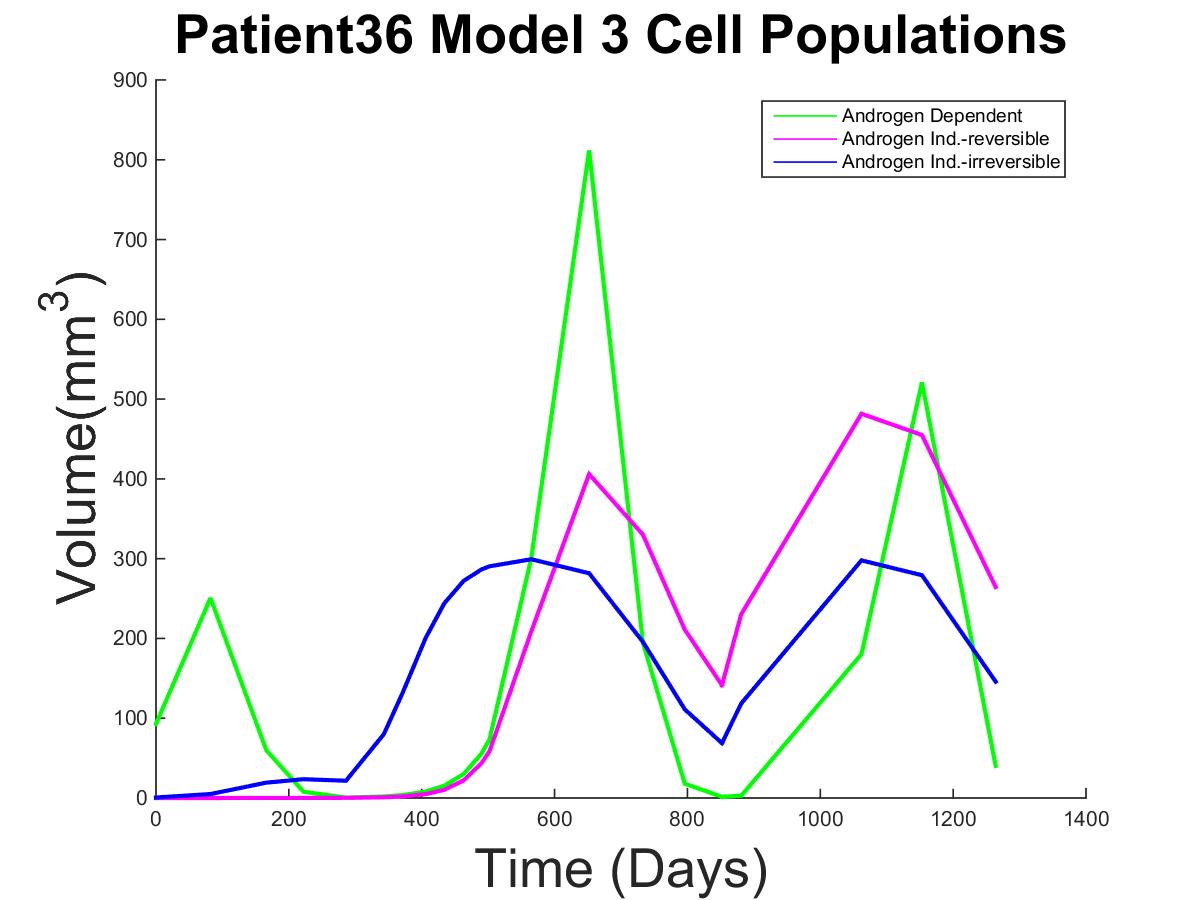 Patient36 Model 3 Cell Populations
900
800
700
600
500
400
300
200
100
0
Volume(mm³)
Androgen Dependent
Androgen Ind.-reversible
Androgen Ind.-irreversible
0 200 400 600 800 1000 1200 1400
Time (Days)